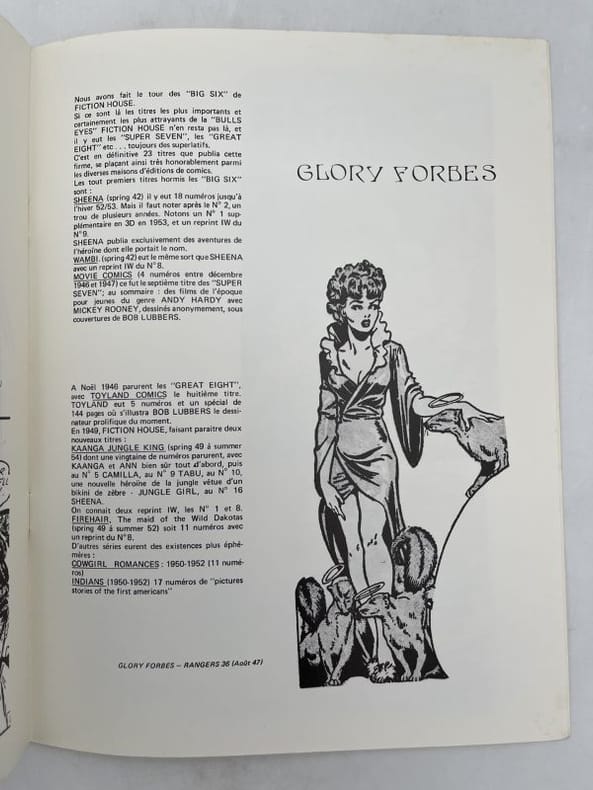 Nous avons fait le tour des "BIG SIX" de
FICTION HOUSE.
Si ce sont là les titres les plus importants et
certainement les plus attrayants de la "BULLS
EYES" FICTION HOUSE n'en resta pas là, et
il y eut les "SUPER SEVEN", les "GREAT
EIGHT" etc . . . toujours des superlatifs.
C'est en définitive 23 titres que publia cette
firme, se plaçant ainsi très honorablement parmi
les diverses maisons d'éditions de comics.
Les tout premiers titres hormis les "BIG SIX"
sont :
SHEENA (spring 42) il y eut 18 numéros jusqu'à
l'hiver 52/53. Mais il faut noter après le N° 2, un
trou de plusieurs années. Notons un N° 1 sup-
plémentaire en 3D en 1953, et un reprint IW du
N°9.
SHEENA publia exclusivement des aventures de
l'héroïne dont elle portait le nom.
WAMBI. (spring 42) eut le même sort que SHEENA
avec un reprint IW du N°8.
MOVIE COMICS (4 numéros entre décembre
1946 et 1947) ce fut le septième titre des "SUPER
SEVEN"; au sommaire : des films de l'époque
pour jeunes du genre ANDY HARDY avec
MICKEY ROONEY, dessinés anonymement, sous
couvertures de BOB LUBBERS.
A Noël 1946 parurent les "GREAT EIGHT",
avec TOYLAND COMICS le huitième titre.
TOYLAND eut 5 numéros et un spécial de
144 pages où s'illustra BOB LUBBERS le dessi-
nateur prolifique du moment.
En 1949, FICTION HOUSE, faisant paraitre deux
nouveaux titres :
KAANGA JUNGLE KING (spring 49 à summer
54) dont une vingtaine de numéros parurent, avec
KAANGA et ANN bien sûr tout d'abord, puis
au N° 5 CAMILLA, au N° 9 TABU, au N° 10,
une nouvelle héroïne de la jungle vétue d'un
bikini de zèbre - JUNGLE GIRL, au N° 16
SHEENA.
On connait deux reprint IW, les N° 1 et 8.
FIREHAIR, The maid of the Wild Dakotas
(spring 49 à summer 52) soit 11 numéros avec
un reprint du N°8.
D'autres séries eurent des existences plus éphé-
mères :
COWGIRL ROMANCES : 1950-1952 (11 numé-
ros)
INDIANS (1950-1952) 17 numéros de "pictures
stories of the first americans"
GLORY FORBES — RANGERS 36 (Août 47)
GLORY FORBES